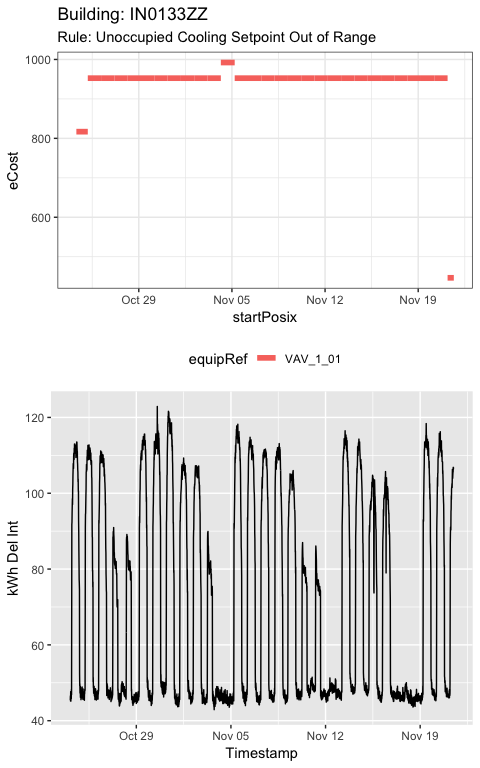 Building: IN0133ZZ
Rule: Unoccupied Cooling Setpoint Out of Range
1000
800
600
eCost
Oct 29 Nov 05 Nov 12 Nov 19
startPosix
equipRef VAV_1_01
120
100
80
60
40
kWh Del Int
Oct 29 Nov 05 Nov 12 Nov 19
Timestamp